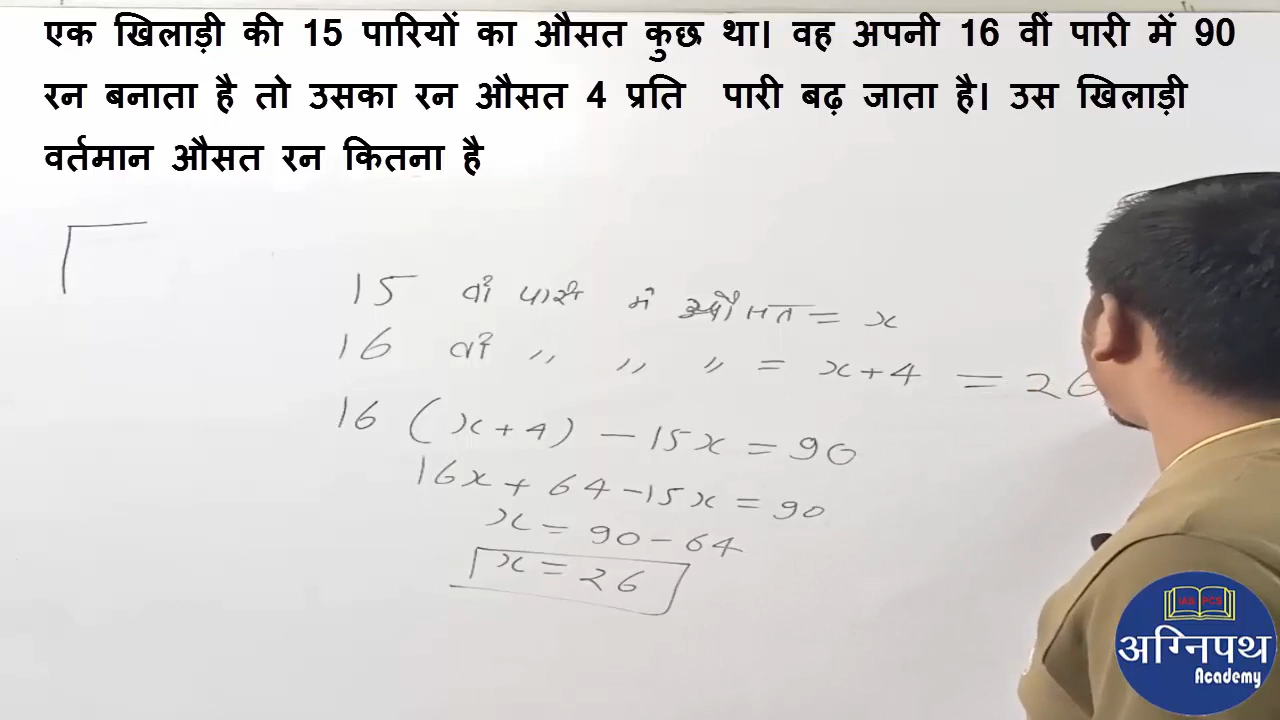 एक खिलाड़ी की 15 पारियों का औसत कुछ था। वह अपनी 16 वीं पारी में 90
रन बनाता है तो उसका रन औसत 4 प्रति पारी बढ़ जाता है। उस खिलाड़ी
वर्तमान औसत रन कितना है
15 वीं पारी में औसत = x
16 वीं ,, ,, ,, = x+4 = 26
16 (x+4) - 15x = 90
16x + 64 - 15x = 90
x = 90 - 64
x = 26
IAS PCS
अग्निपथ
Academy